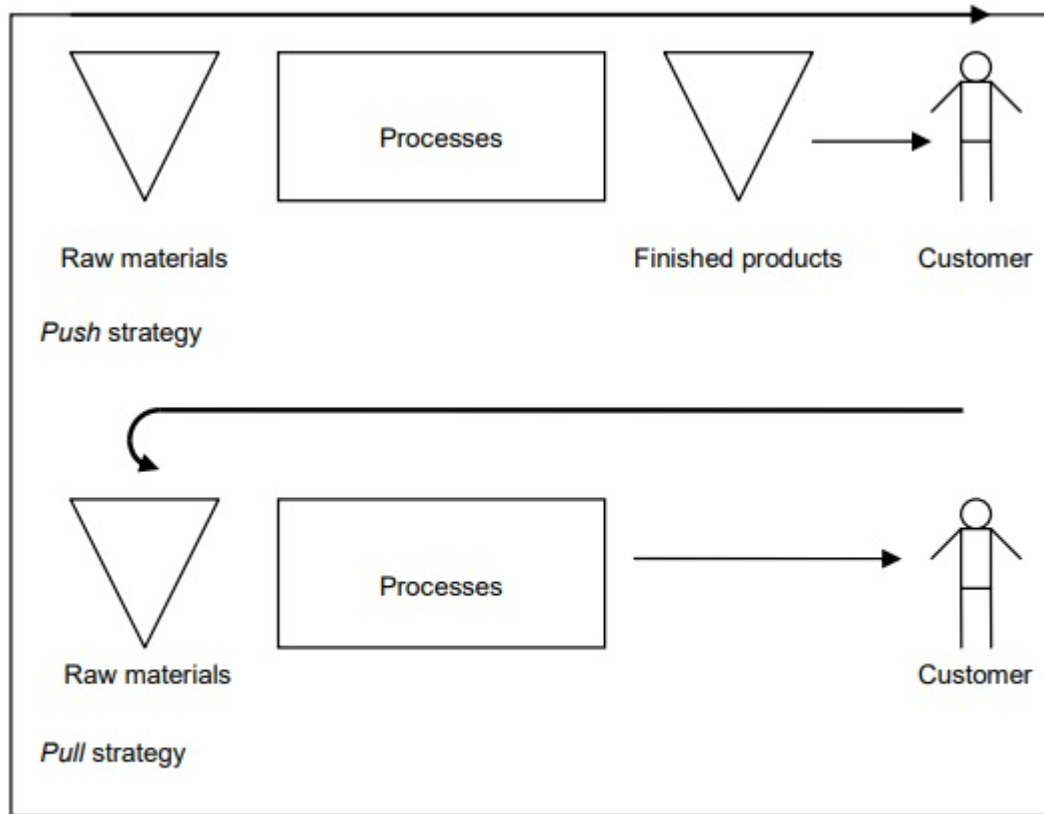 Processes
Raw materials Finished products Customer
Push strategy
Processes
Raw materials Customer
Pull strategy